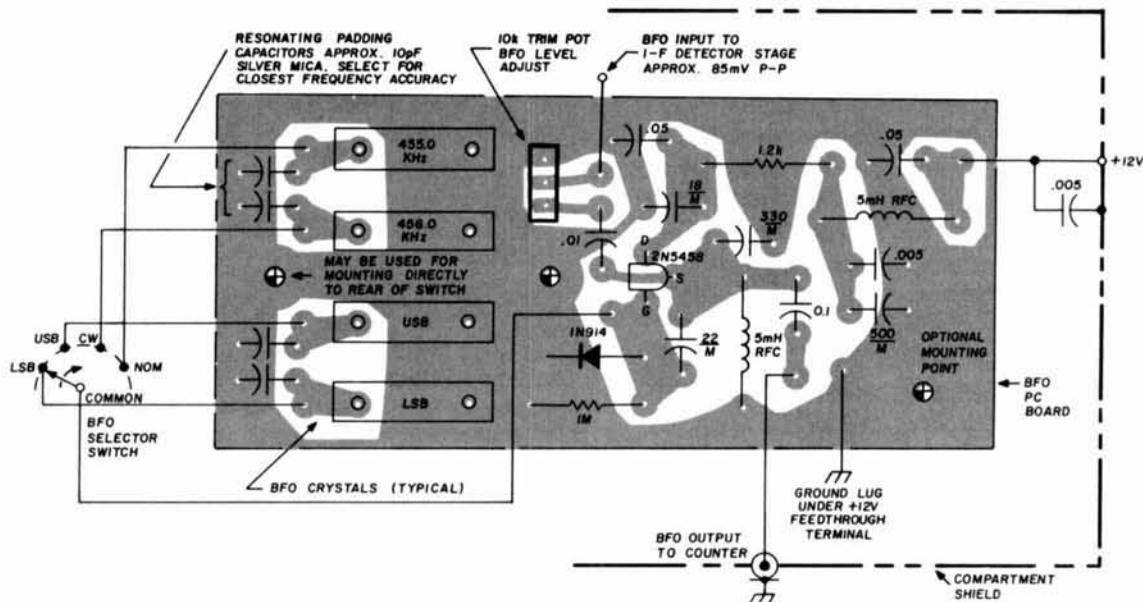 RESONATING PADDING
CAPACITORS APPROX. 10pF
SILVER MICA, SELECT FOR
CLOSEST FREQUENCY ACCURACY
10k TRIM POT
BFO LEVEL
ADJUST
BFO INPUT TO
I-F DETECTOR STAGE
APPROX. 85mV P-P
455.0
KHz
456.0
KHz
MAY BE USED FOR
MOUNTING DIRECTLY
TO REAR OF SWITCH
USB
LSB
.05
1.2k
.05
+12V
.005
18
M
5mH RFC
330
M
.01
D
2N5458
S
G
.005
0.1
500
M
1N914
22
M
5mH
RFC
1M
OPTIONAL
MOUNTING
POINT
BFO
PC
BOARD
USB
CW
LSB
NOM
COMMON
BFO
SELECTOR
SWITCH
BFO CRYSTALS (TYPICAL)
GROUND LUG
UNDER +12V
FEEDTHROUGH
TERMINAL
BFO OUTPUT
TO COUNTER
COMPARTMENT
SHIELD